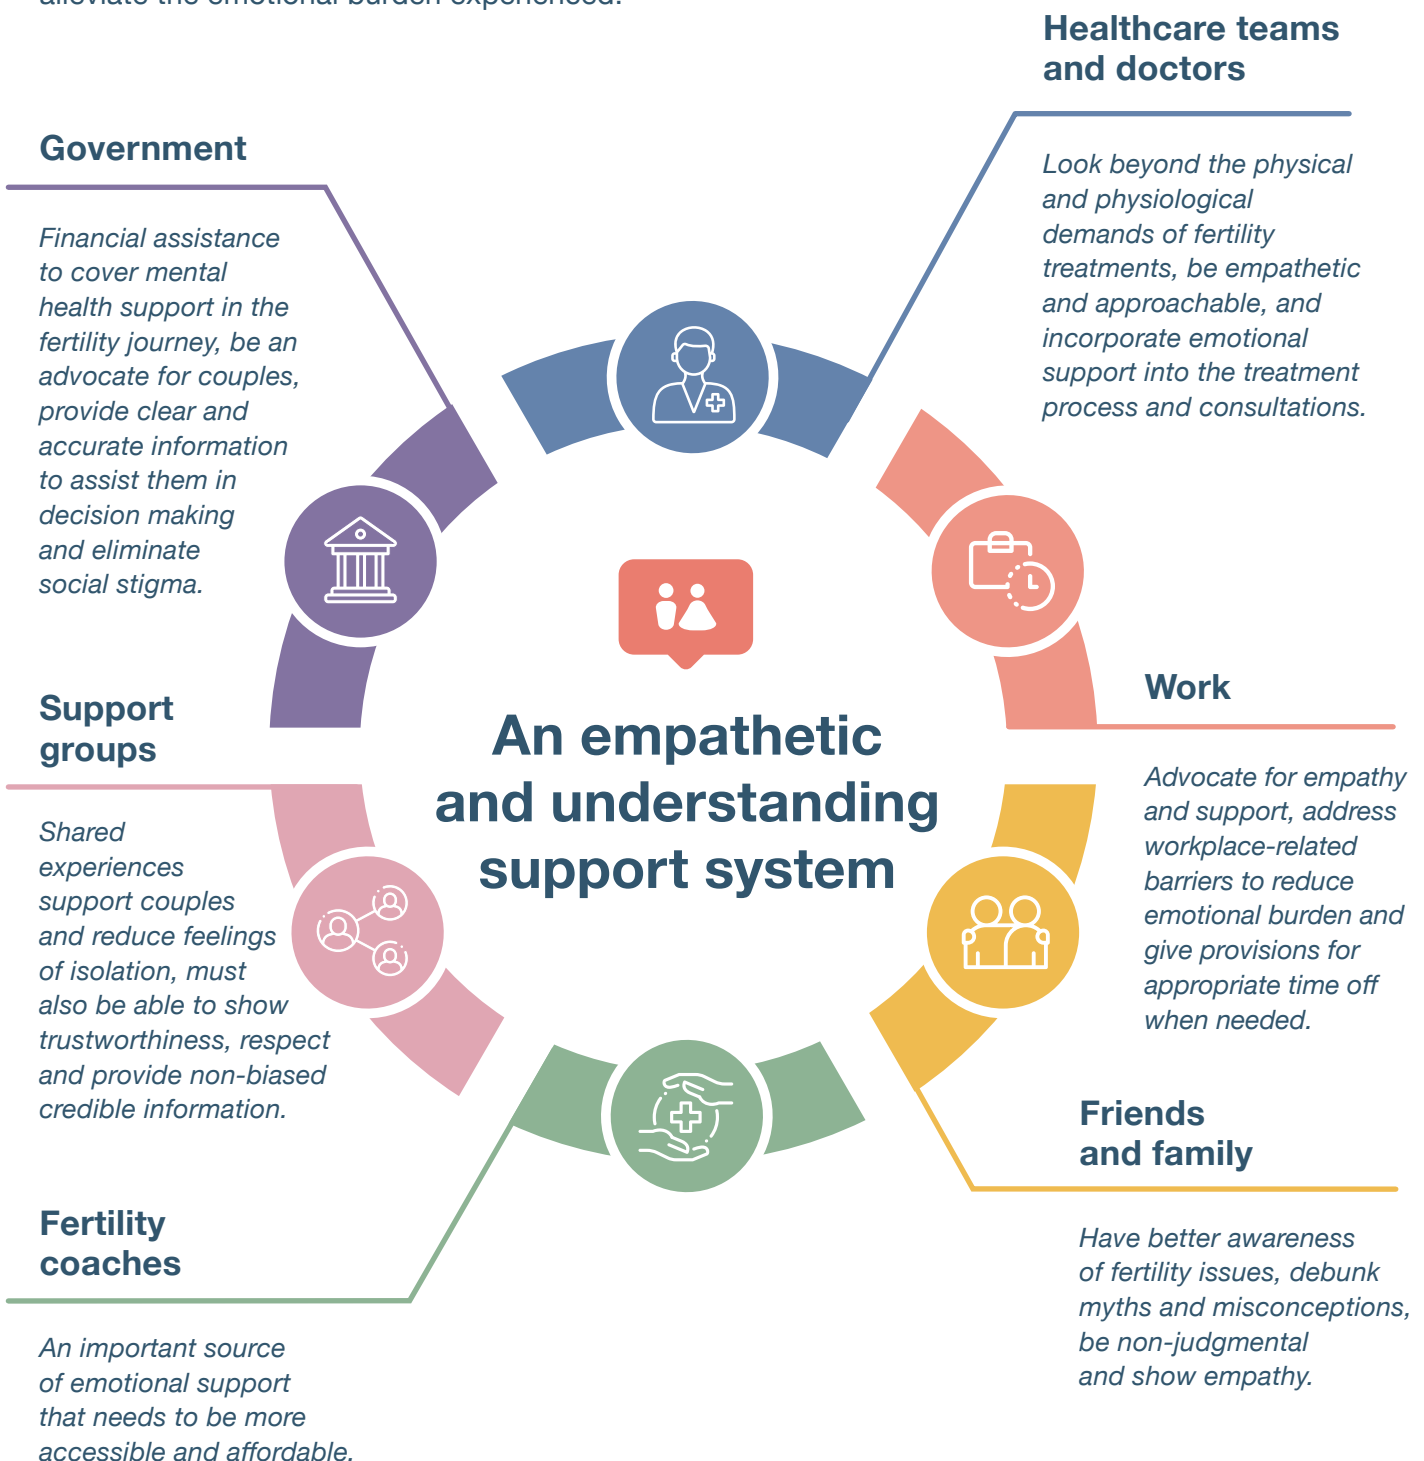 alleviate the emotional burden experienced.
Healthcare teams
and doctors
Look beyond the physical
and physiological
demands of fertility
treatments, be empathetic
and approachable, and
incorporate emotional
support into the treatment
process and consultations.
Government
Financial assistance
to cover mental
health support in the
fertility journey, be an
advocate for couples,
provide clear and
accurate information
to assist them in
decision making
and eliminate
social stigma.
An empathetic
and understanding
support system
Work
Advocate for empathy
and support, address
workplace-related
barriers to reduce
emotional burden and
give provisions for
appropriate time off
when needed.
Support
groups
Shared
experiences
support couples
and reduce feelings
of isolation, must
also be able to show
trustworthiness, respect
and provide non-biased
credible information.
Friends
and family
Have better awareness
of fertility issues, debunk
myths and misconceptions,
be non-judgmental
and show empathy.
Fertility
coaches
An important source
of emotional support
that needs to be more
accessible and affordable.